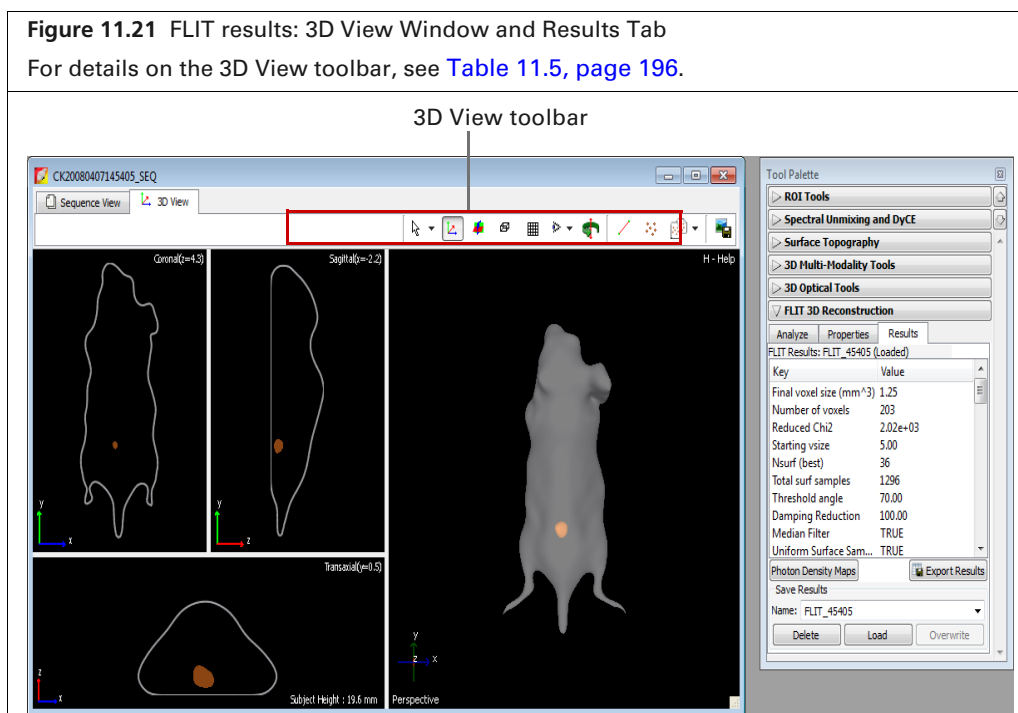 Figure 11.21 FLIT results: 3D View Window and Results Tab
For details on the 3D View toolbar, see Table 11.5, page 196.
3D View toolbar
CK20080407145405_SEQ
Sequence View
3D View
Coronal(z=4.3)
Sagittal(x=-2.2)
H - Help
y
x
y
z
Transaxial(y=0.5)
z
x
Subject Height : 19.6 mm
y
z
x
Perspective
Tool Palette
ROI Tools
Spectral Unmixing and DyCE
Surface Topography
3D Multi-Modality Tools
3D Optical Tools
FLIT 3D Reconstruction
Analyze Properties Results
FLIT Results: FLIT_45405 (Loaded)
Key Value
Final voxel size (mm^3) 1.25
Number of voxels 203
Reduced Chi2 2.02e+03
Starting vsize 5.00
Nsurf (best) 36
Total surf samples 1296
Threshold angle 70.00
Damping Reduction 100.00
Median Filter TRUE
Uniform Surface Sam... TRUE
Photon Density Maps Export Results
Save Results
Name: FLIT_45405
Delete Load Overwrite